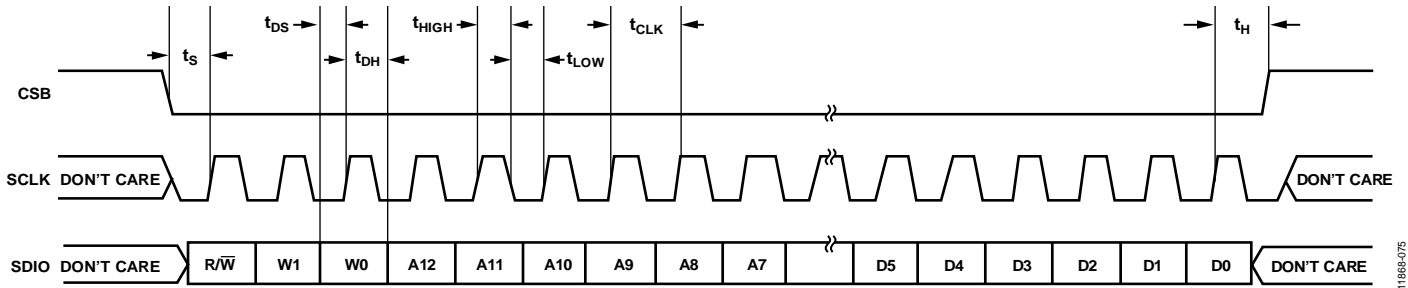 tDS
tHIGH
tCLK
tH
tS
tDH
tLOW
CSB
SCLK DON'T CARE
DON'T CARE
SDIO DON'T CARE
R/W̅
W1
W0
A12
A11
A10
A9
A8
A7
D5
D4
D3
D2
D1
D0
DON'T CARE
11868-075